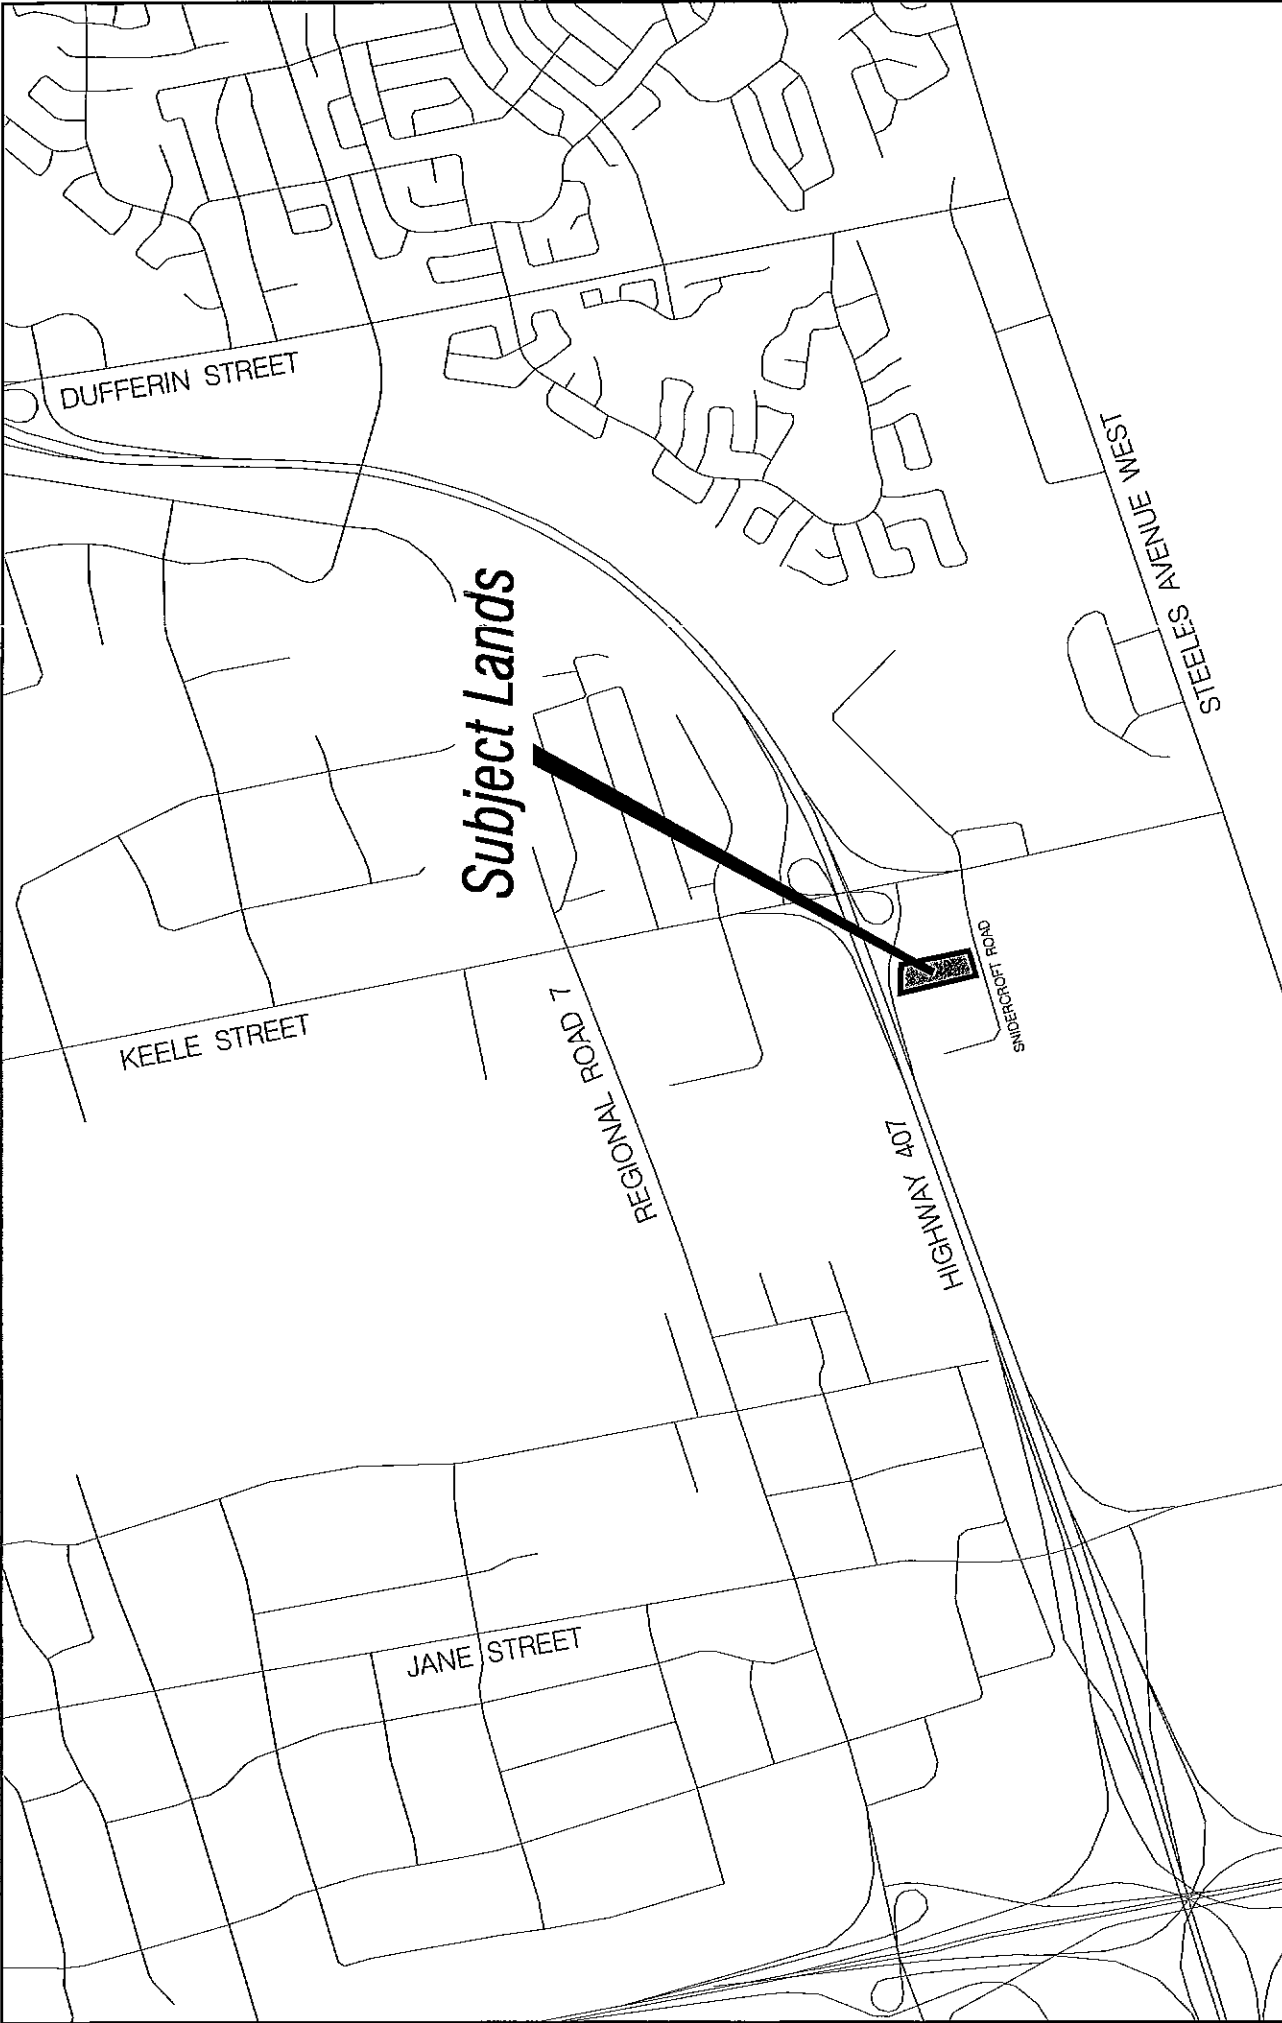 DUFFERIN STREET
STEELES AVENUE WEST
Subject Lands
SNIDERCROFT ROAD
KEELE STREET
REGIONAL ROAD 7
HIGHWAY 407
JANE STREET